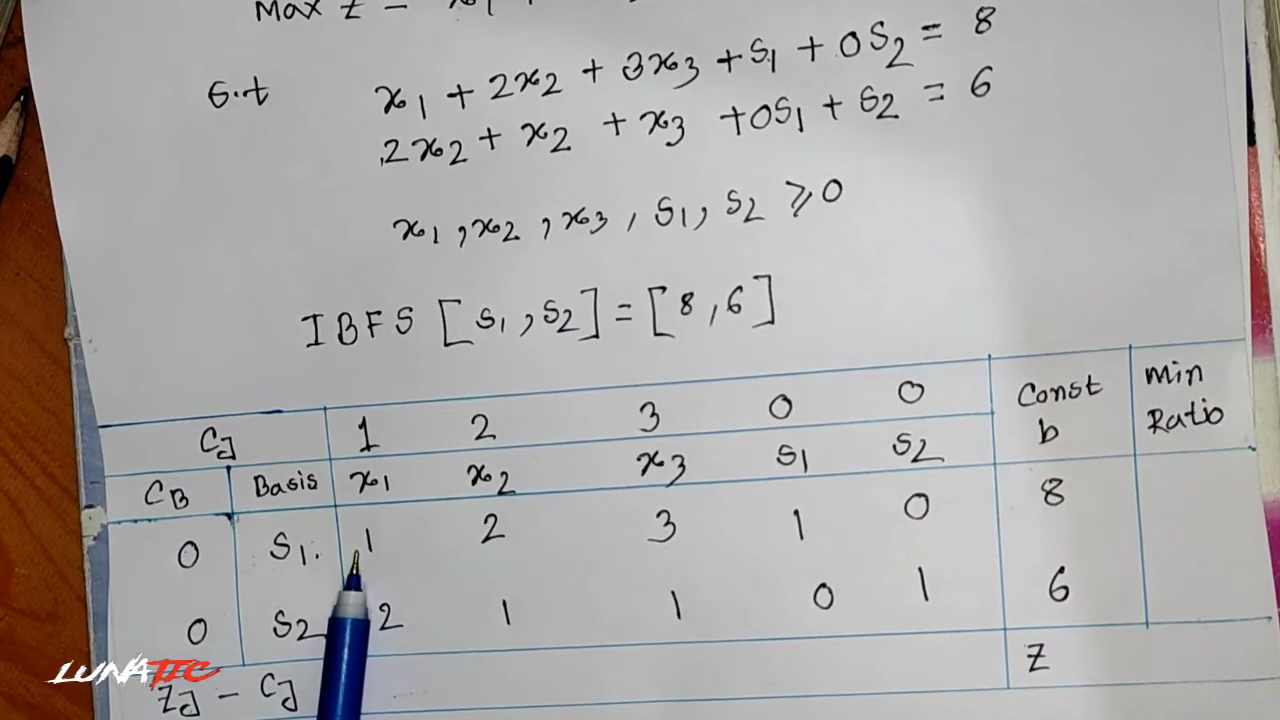 Max Z = x1
S.t x1 + 2x2 + 3x3 + S1 + 0S2 = 8
2x2 + x2 + x3 + 0S1 + S2 = 6
x1, x2, x3, S1, S2 ≥ 0
IBFS [S1, S2] = [8, 6]
CJ 1 2 3 0 0 Const b Min Ratio
CB Basis x1 x2 x3 S1 S2
0 S1. 1 2 3 1 0 8
0 S2 2 1 1 0 1 6
ZJ - CJ Z
LUNATIC